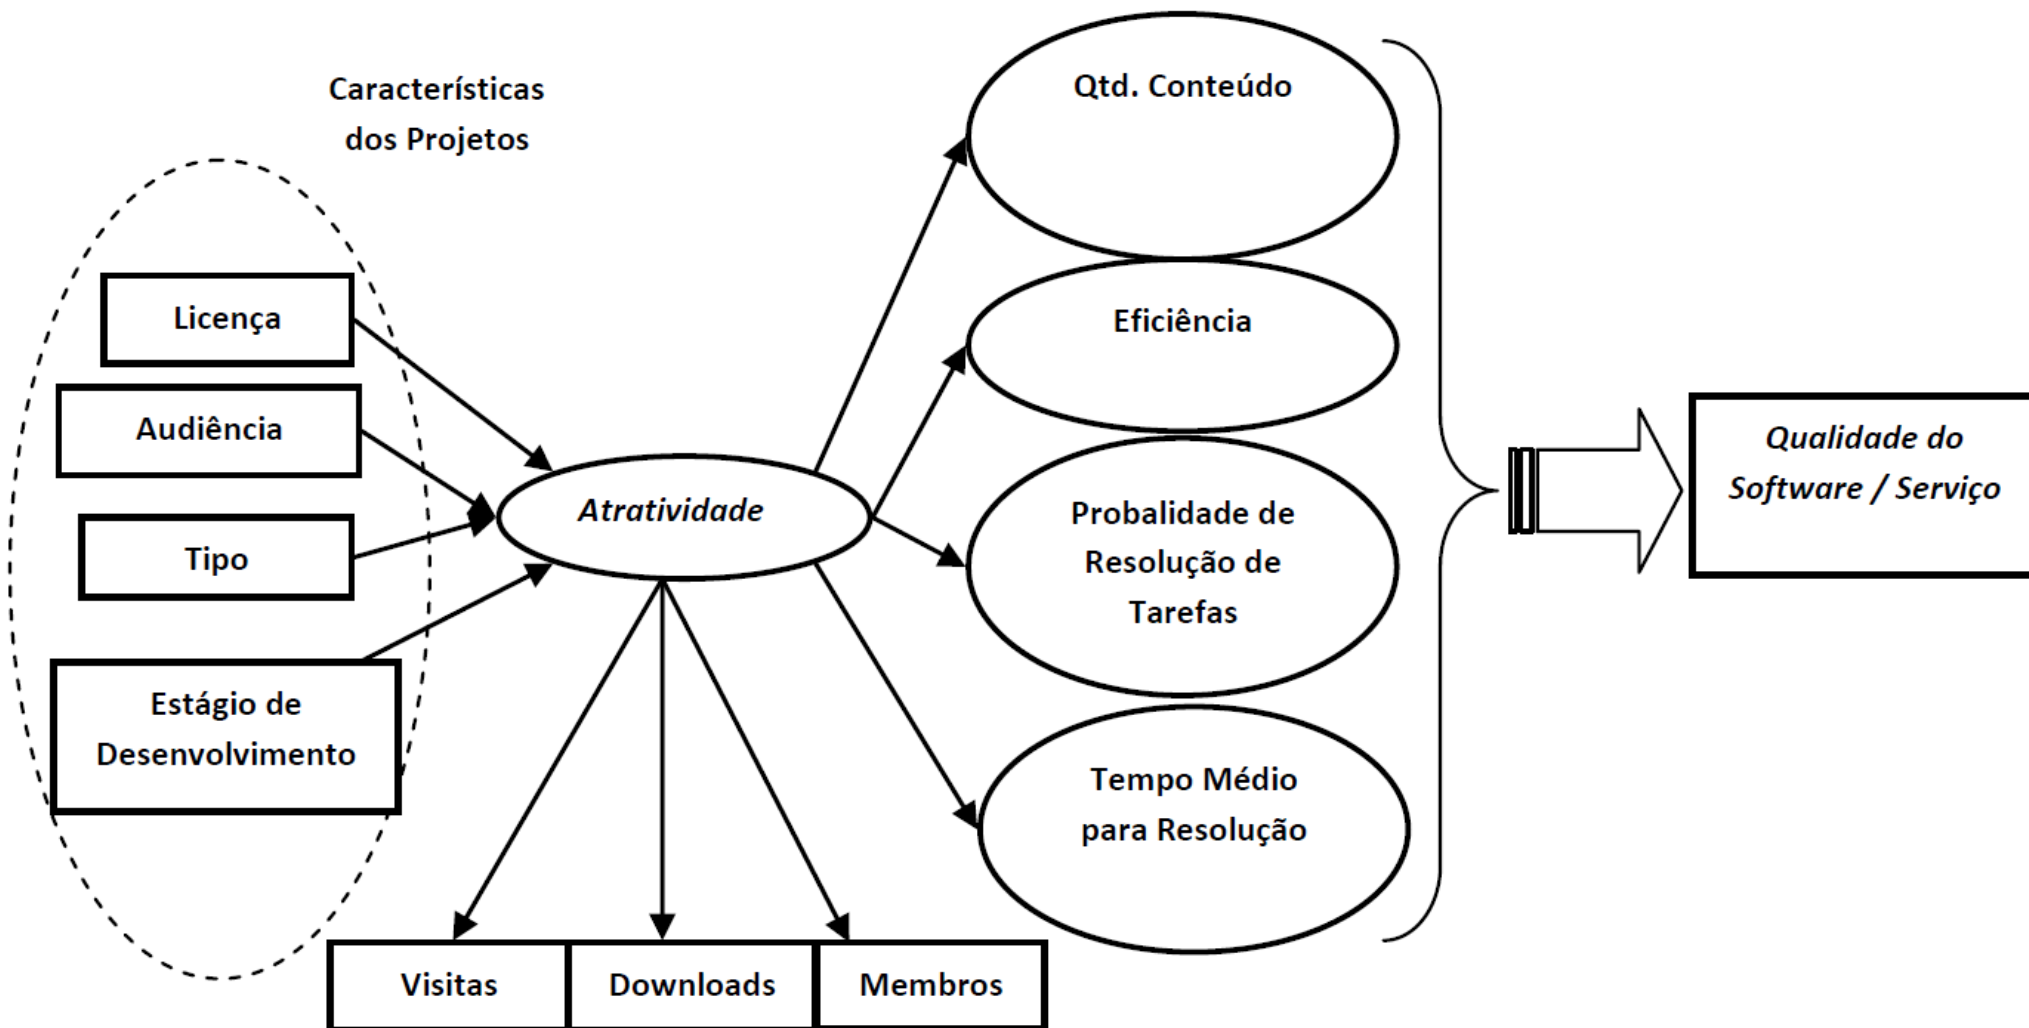 Características
dos Projetos
Licença
Audiência
Tipo
Estágio de
Desenvolvimento
Atratividade
Visitas
Downloads
Membros
Qtd. Conteúdo
Eficiência
Probalidade de
Resolução de
Tarefas
Tempo Médio
para Resolução
Qualidade do
Software / Serviço